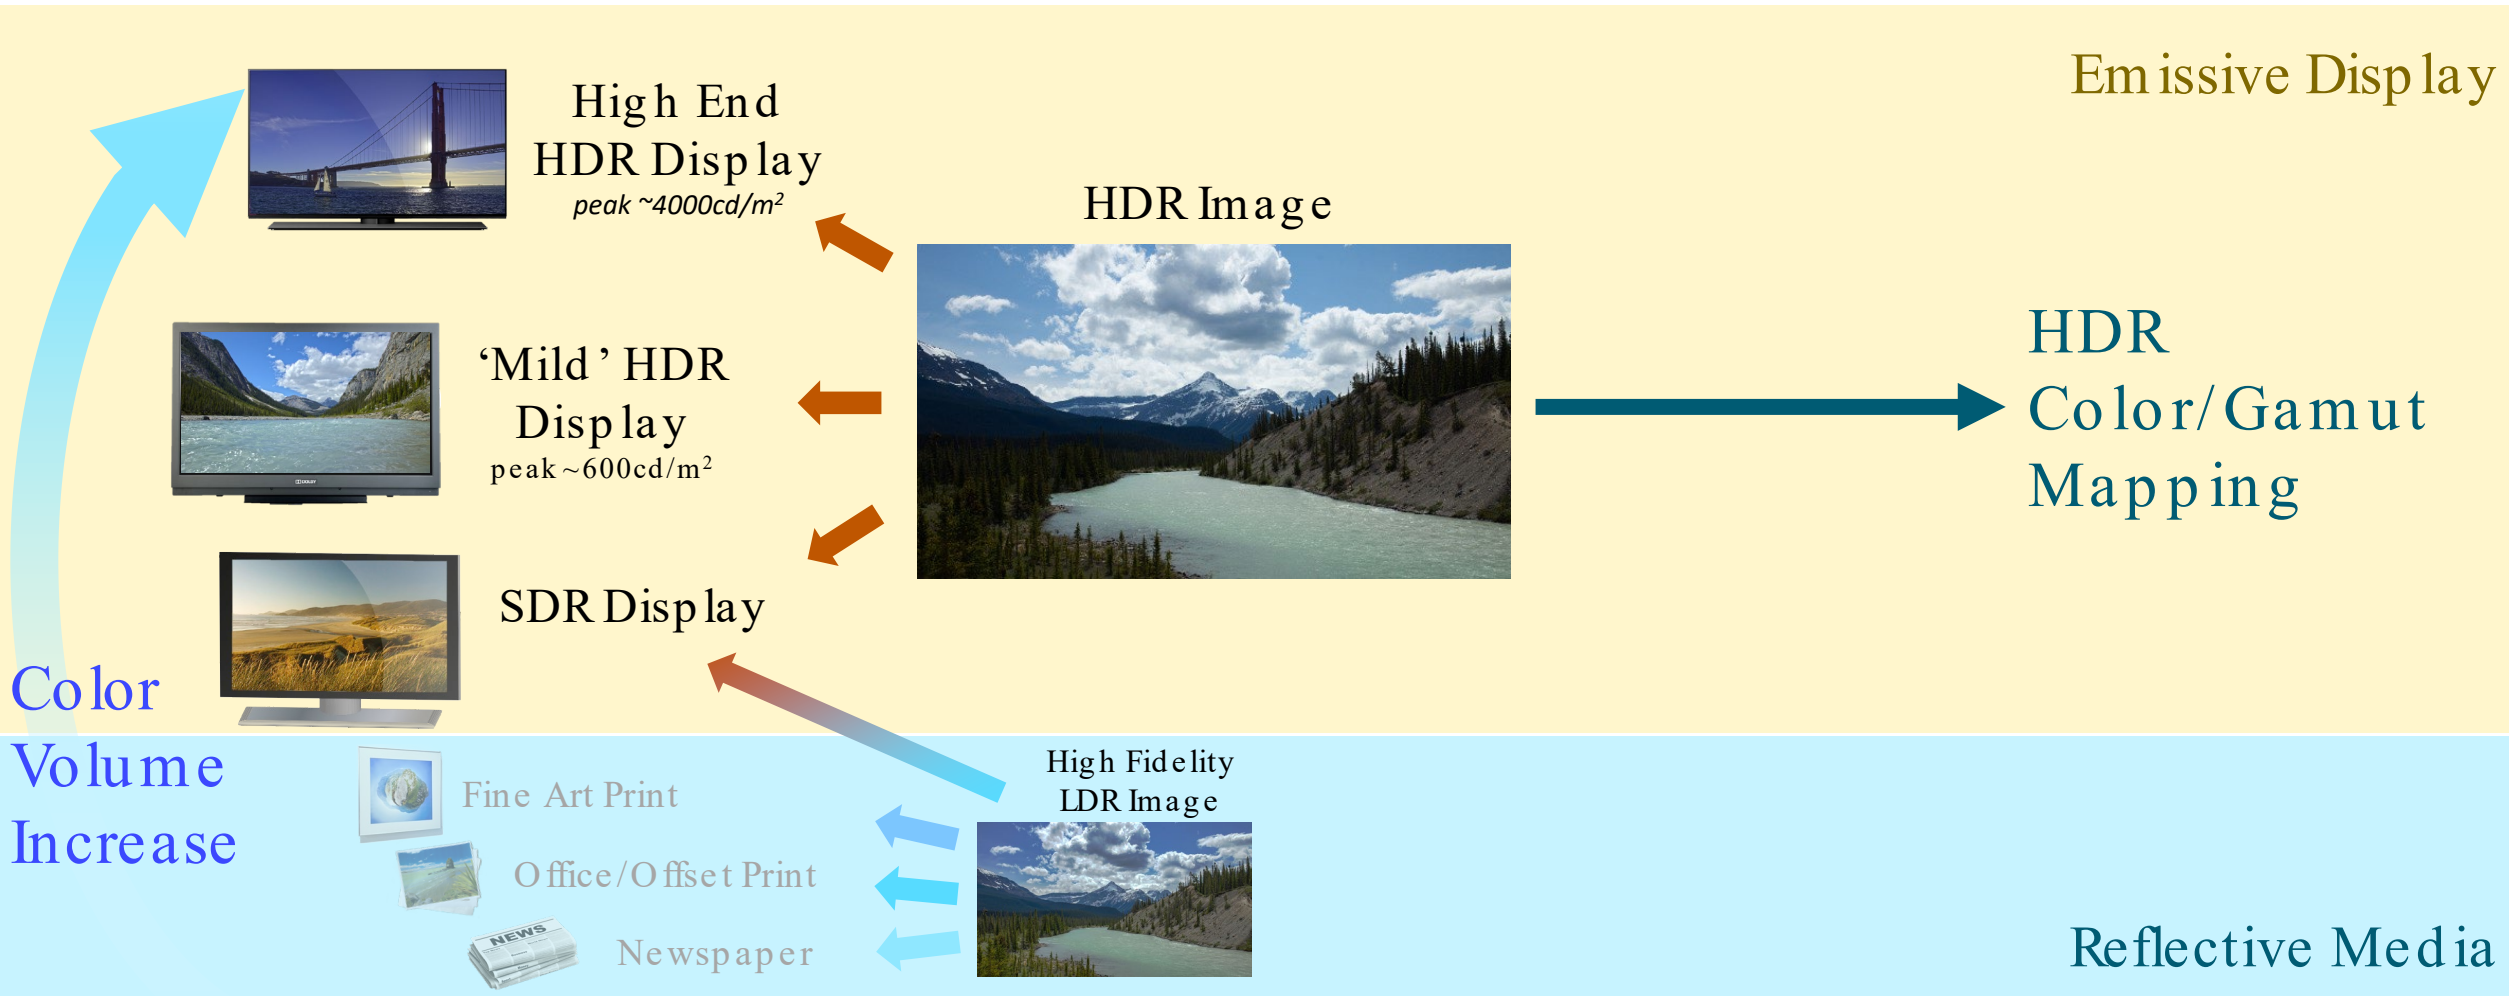 Emissive Display
High End
HDR Display
peak ~4000cd/m²
HDR Image
‘Mild’ HDR
Display
peak ~600cd/m²
HDR
Color/Gamut
Mapping
SDR Display
Color
Volume
Increase
High Fidelity
LDR Image
Fine Art Print
Office/Offset Print
NEWS
Newspaper
Reflective Media